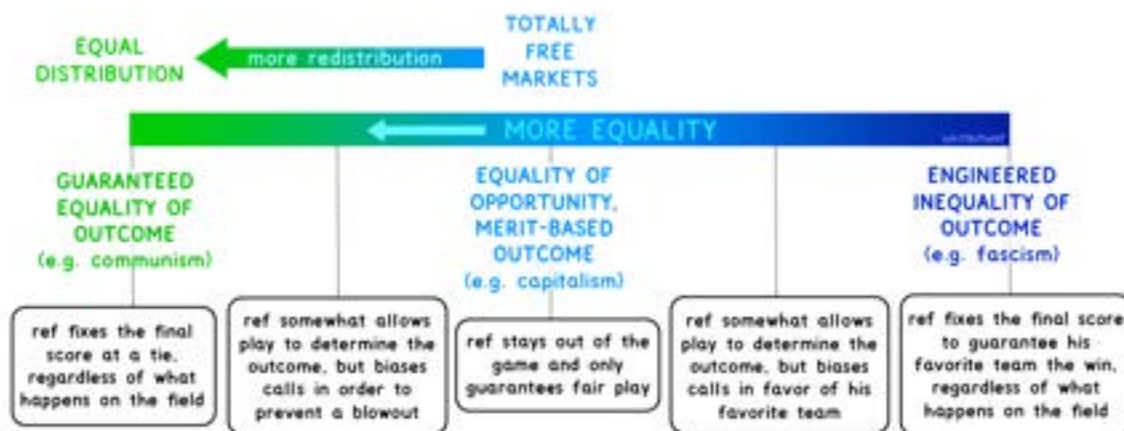 EQUAL
DISTRIBUTION
more redistribution
TOTALLY
FREE
MARKETS
MORE EQUALITY
GUARANTEED
EQUALITY OF
OUTCOME
(e.g. communism)
EQUALITY OF
OPPORTUNITY,
MERIT-BASED
OUTCOME
(e.g. capitalism)
ENGINEERED
INEQUALITY OF
OUTCOME
(e.g. fascism)
ref fixes the final
score at a tie,
regardless of what
happens on the field
ref somewhat allows
play to determine the
outcome, but biases
calls in order to
prevent a blowout
ref stays out of the
game and only
guarantees fair play
ref somewhat allows
play to determine the
outcome, but biases
calls in favor of his
favorite team
ref fixes the final score
to guarantee his
favorite team the win,
regardless of what
happens on the field